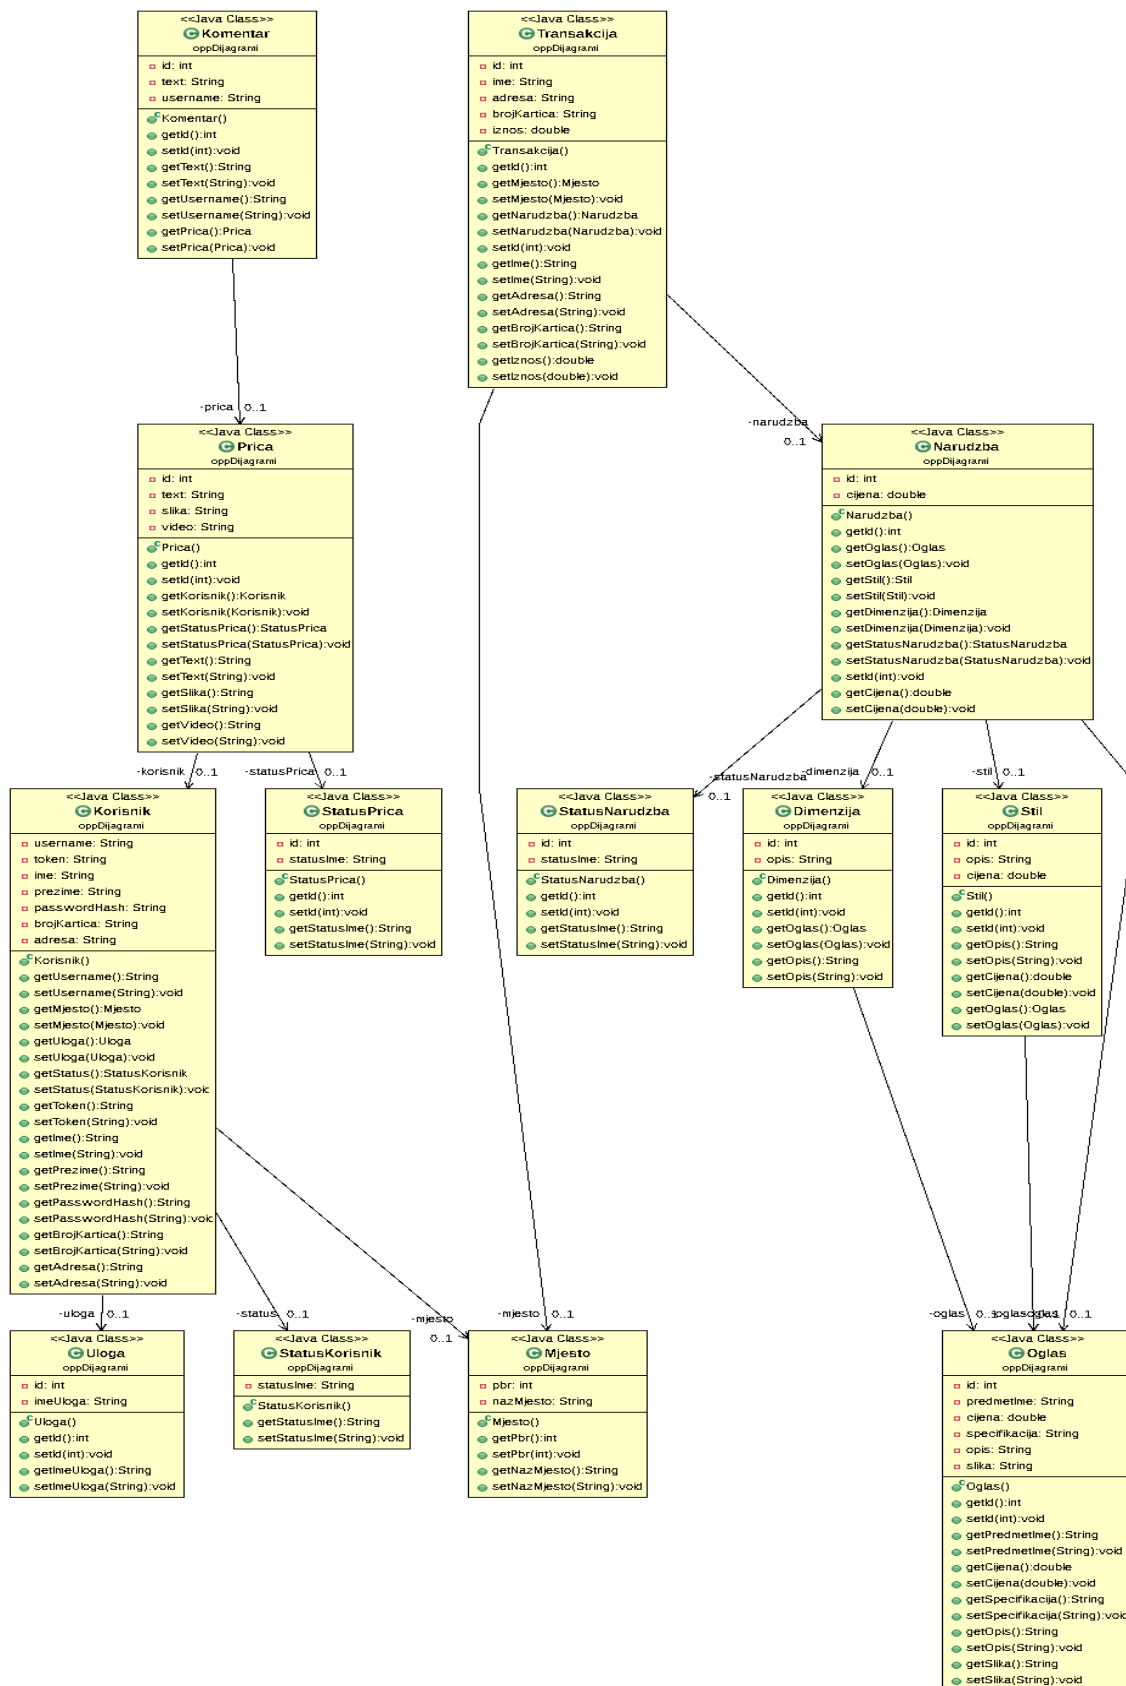 <<Java Class>>
Komentar
oppDijagrami
id: int
text: String
username: String
Komentar()
getId():int
setId(int):void
getText():String
setText(String):void
getUsername():String
setUsername(String):void
getPrica():Prica
setPrica(Prica):void
<<Java Class>>
Transakcija
oppDijagrami
id: int
ime: String
adresa: String
brojKartica: String
iznos: double
Transakcija()
getId():int
getMjesto():Mjesto
setMjesto(Mjesto):void
getNarudzba():Narudzba
setNarudzba(Narudzba):void
setId(int):void
getIme():String
setIme(String):void
getAdresa():String
setAdresa(String):void
getBrojKartica():String
setBrojKartica(String):void
getIznos():double
setIznos(double):void
-prica 0..1
-narudzba
0..1
<<Java Class>>
Prica
oppDijagrami
id: int
text: String
slika: String
video: String
Prica()
getId():int
setId(int):void
getKorisnik():Korisnik
setKorisnik(Korisnik):void
getStatusPrica():StatusPrica
setStatusPrica(StatusPrica):void
getText():String
setText(String):void
getSlika():String
setSlika(String):void
getVideo():String
setVideo(String):void
<<Java Class>>
Narudzba
oppDijagrami
id: int
cijena: double
Narudzba()
getId():int
getOglas():Oglas
setOglas(Oglas):void
getStil():Stil
setStil(Stil):void
getDimenzija():Dimenzija
setDimenzija(Dimenzija):void
getStatusNarudzba():StatusNarudzba
setStatusNarudzba(StatusNarudzba):void
setId(int):void
getCijena():double
setCijena(double):void
-korisnik 0..1
-statusPrica 0..1
-statusNarudzba
0..1
-dimenzija 0..1
-stil 0..1
<<Java Class>>
Korisnik
oppDijagrami
username: String
token: String
ime: String
prezime: String
passwordHash: String
brojKartica: String
adresa: String
Korisnik()
getUsername():String
setUsername(String):void
getMjesto():Mjesto
setMjesto(Mjesto):void
getUloga():Uloga
setUloga(Uloga):void
getStatus():StatusKorisnik
setStatus(StatusKorisnik):void
getToken():String
setToken(String):void
getIme():String
setIme(String):void
getPrezime():String
setPrezime(String):void
getPasswordHash():String
setPasswordHash(String):void
getBrojKartica():String
setBrojKartica(String):void
getAdresa():String
setAdresa(String):void
<<Java Class>>
StatusPrica
oppDijagrami
id: int
statusIme: String
StatusPrica()
getId():int
setId(int):void
getStatusIme():String
setStatusIme(String):void
<<Java Class>>
StatusNarudzba
oppDijagrami
id: int
statusIme: String
StatusNarudzba()
getId():int
setId(int):void
getStatusIme():String
setStatusIme(String):void
<<Java Class>>
Dimenzija
oppDijagrami
id: int
opis: String
Dimenzija()
getId():int
setId(int):void
getOglas():Oglas
setOglas(Oglas):void
getOpis():String
setOpis(String):void
<<Java Class>>
Stil
oppDijagrami
id: int
opis: String
cijena: double
Stil()
getId():int
setId(int):void
getOpis():String
setOpis(String):void
getCijena():double
setCijena(double):void
getOglas():Oglas
setOglas(Oglas):void
-uloga 0..1
-status 0..1
-mjesto
0..1
-mjesto 0..1
-oglas 0..1
-oglas
-oglas 0..1
<<Java Class>>
Uloga
oppDijagrami
id: int
imeUloga: String
Uloga()
getId():int
setId(int):void
getImeUloga():String
setImeUloga(String):void
<<Java Class>>
StatusKorisnik
oppDijagrami
statusIme: String
StatusKorisnik()
getStatusIme():String
setStatusIme(String):void
<<Java Class>>
Mjesto
oppDijagrami
pbr: int
nazMjesto: String
Mjesto()
getPbr():int
setPbr(int):void
getNazMjesto():String
setNazMjesto(String):void
<<Java Class>>
Oglas
oppDijagrami
id: int
predmetIme: String
cijena: double
specifikacija: String
opis: String
slika: String
Oglas()
getId():int
setId(int):void
getPredmetIme():String
setPredmetIme(String):void
getCijena():double
setCijena(double):void
getSpecifikacija():String
setSpecifikacija(String):void
getOpis():String
setOpis(String):void
getSlika():String
setSlika(String):void